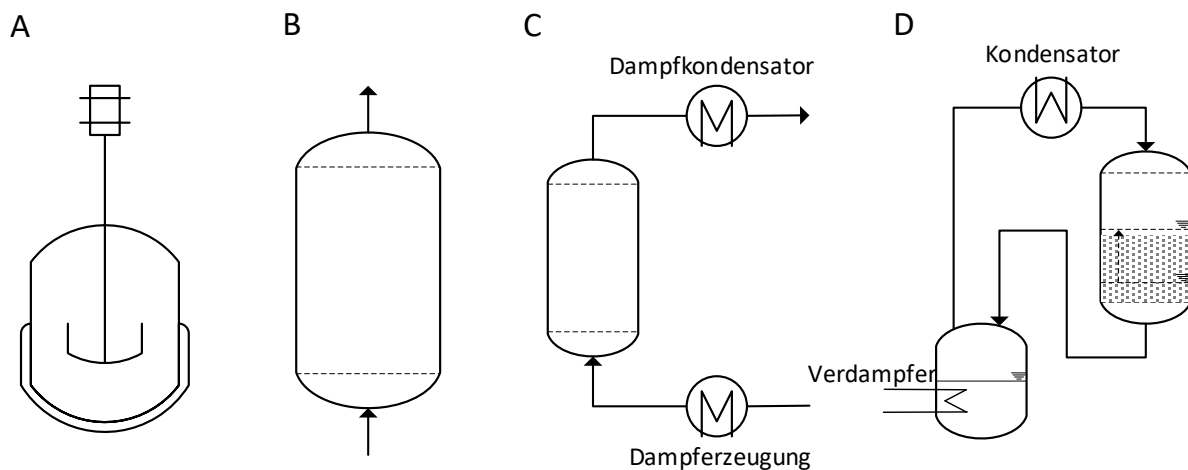 A
B
C
D
Dampfkondensator
Kondensator
Verdampfer
Dampferzeugung